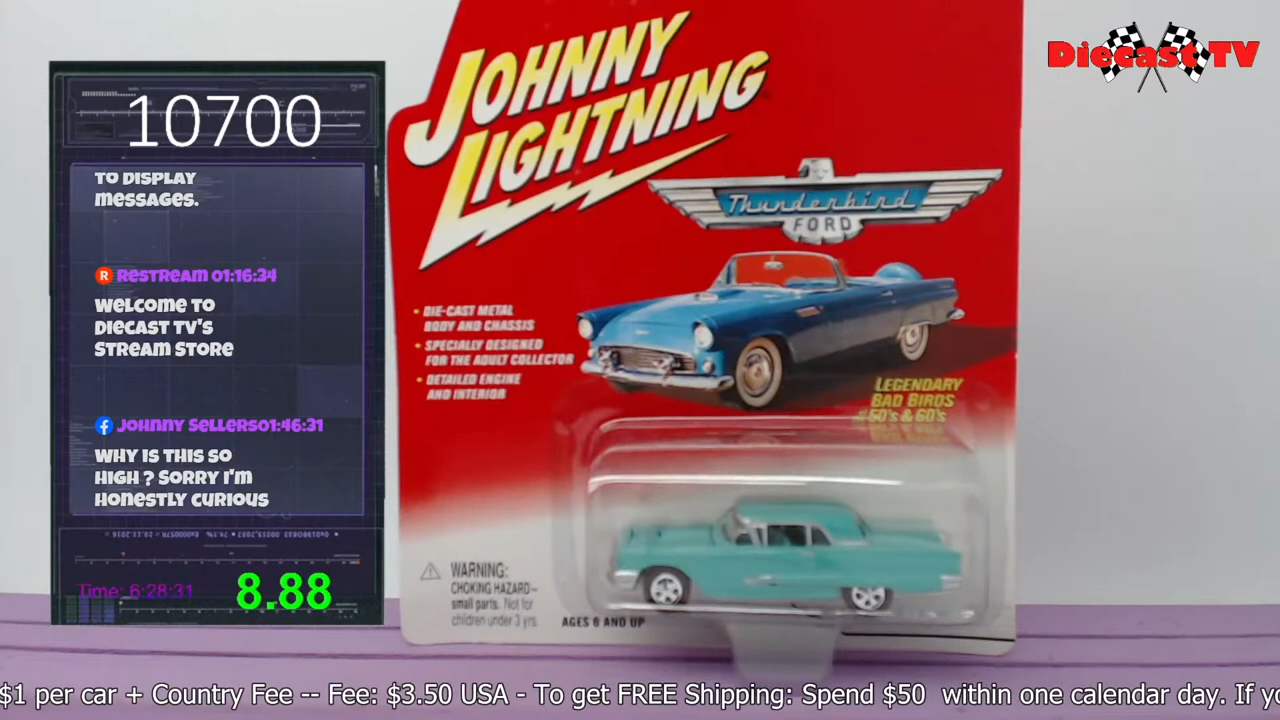 Diecast TV
10700
TO DISPLAY
MESSAGES.
R RESTREAM 01:16:34
WELCOME TO
DIECAST TV'S
STREAM STORE
f JOHNNY SELLERS01:46:31
WHY IS THIS SO
HIGH ? SORRY I'M
HONESTLY CURIOUS
Time: 6:28:31
8.88
JOHNNY
LIGHTNING
Thunderbird
FORD
• DIE-CAST METAL
BODY AND CHASSIS
• SPECIALLY DESIGNED
FOR THE ADULT COLLECTOR
• DETAILED ENGINE
AND INTERIOR
LEGENDARY
BAD BIRDS
of 50's & 60's
WARNING:
CHOKING HAZARD–
small parts. Not for
children under 3 yrs.
AGES 8 AND UP
$1 per car + Country Fee -- Fee: $3.50 USA - To get FREE Shipping: Spend $50 within one calendar day. If yo